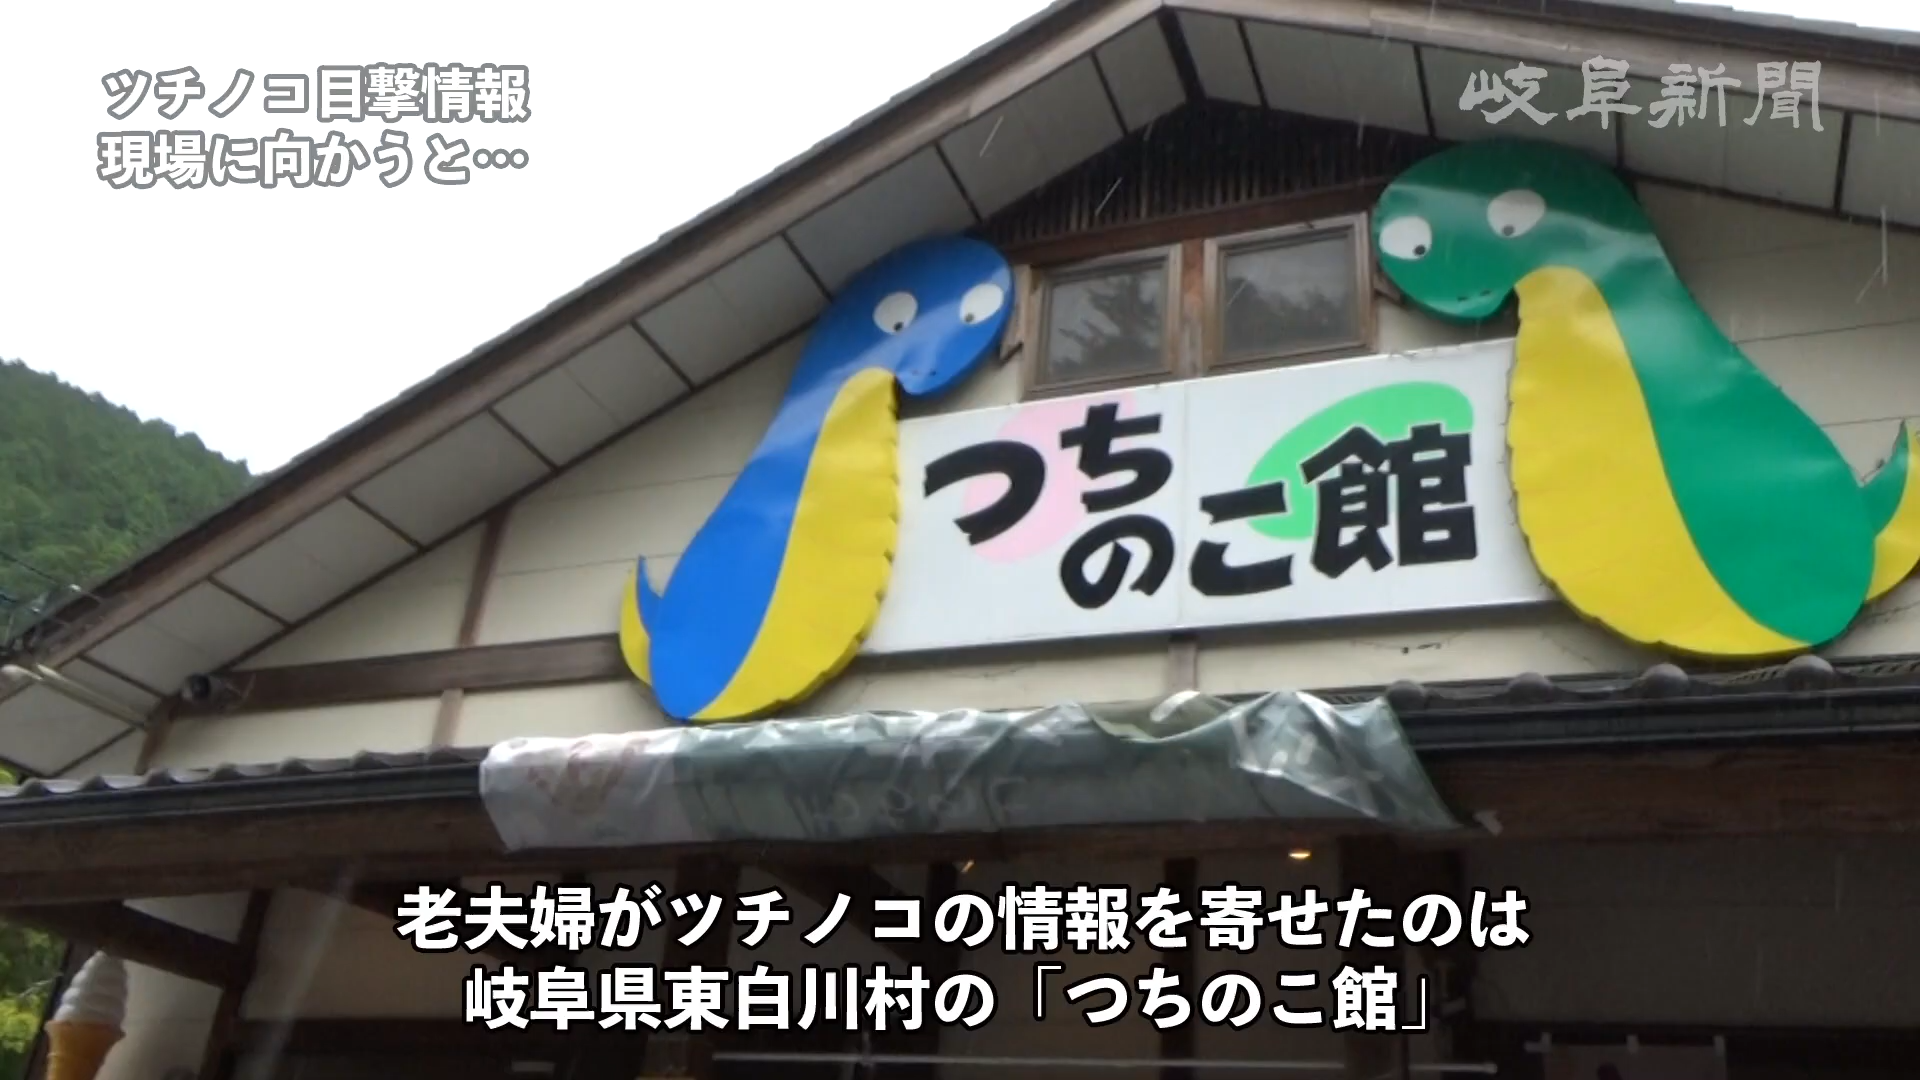 ツチノコ目撃情報
現場に向かうと…
岐阜新聞
つちのこ館
老夫婦がツチノコの情報を寄せたのは
岐阜県東白川村の「つちのこ館」